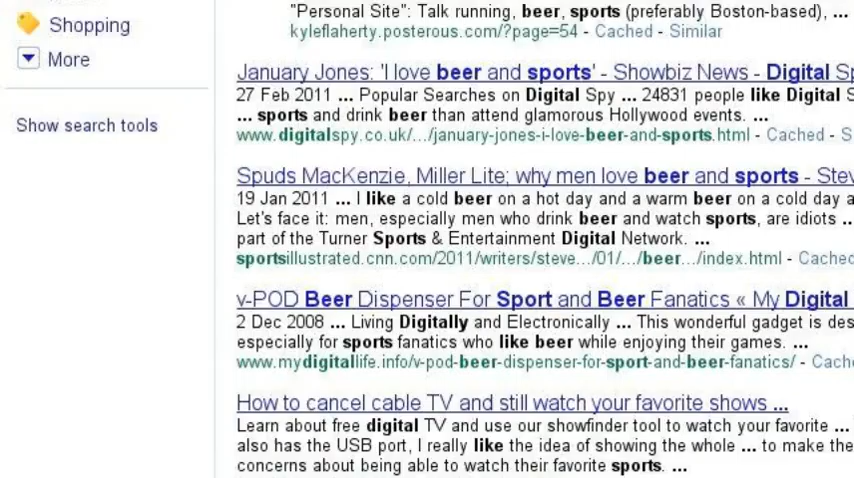 "Personal Site": Talk running, beer, sports (preferably Boston-based), ...
Shopping
kyleflaherty.posterous.com/?page=54 - Cached - Similar
More
January Jones: 'I love beer and sports' - Showbiz News - Digital Sp
27 Feb 2011 ... Popular Searches on Digital Spy ... 24831 people like Digital S
... sports and drink beer than attend glamorous Hollywood events. ...
Show search tools
www.digitalspy.co.uk/.../january-jones-i-love-beer-and-sports.html - Cached - S
Spuds MacKenzie, Miller Lite; why men love beer and sports - Stev
19 Jan 2011 ... I like a cold beer on a hot day and a warm beer on a cold day a
Let's face it: men, especially men who drink beer and watch sports, are idiots ..
part of the Turner Sports & Entertainment Digital Network. ...
sportsillustrated.cnn.com/2011/writers/steve.../01/.../beer.../index.html - Cached
v-POD Beer Dispenser For Sport and Beer Fanatics « My Digital
2 Dec 2008 ... Living Digitally and Electronically ... This wonderful gadget is des
especially for sports fanatics who like beer while enjoying their games. ...
www.mydigitallife.info/v-pod-beer-dispenser-for-sport-and-beer-fanatics/ - Cach
How to cancel cable TV and still watch your favorite shows ...
Learn about free digital TV and use our showfinder tool to watch your favorite ...
also has the USB port, I really like the idea of showing the whole ... to make the
concerns about being able to watch their favorite sports. ...